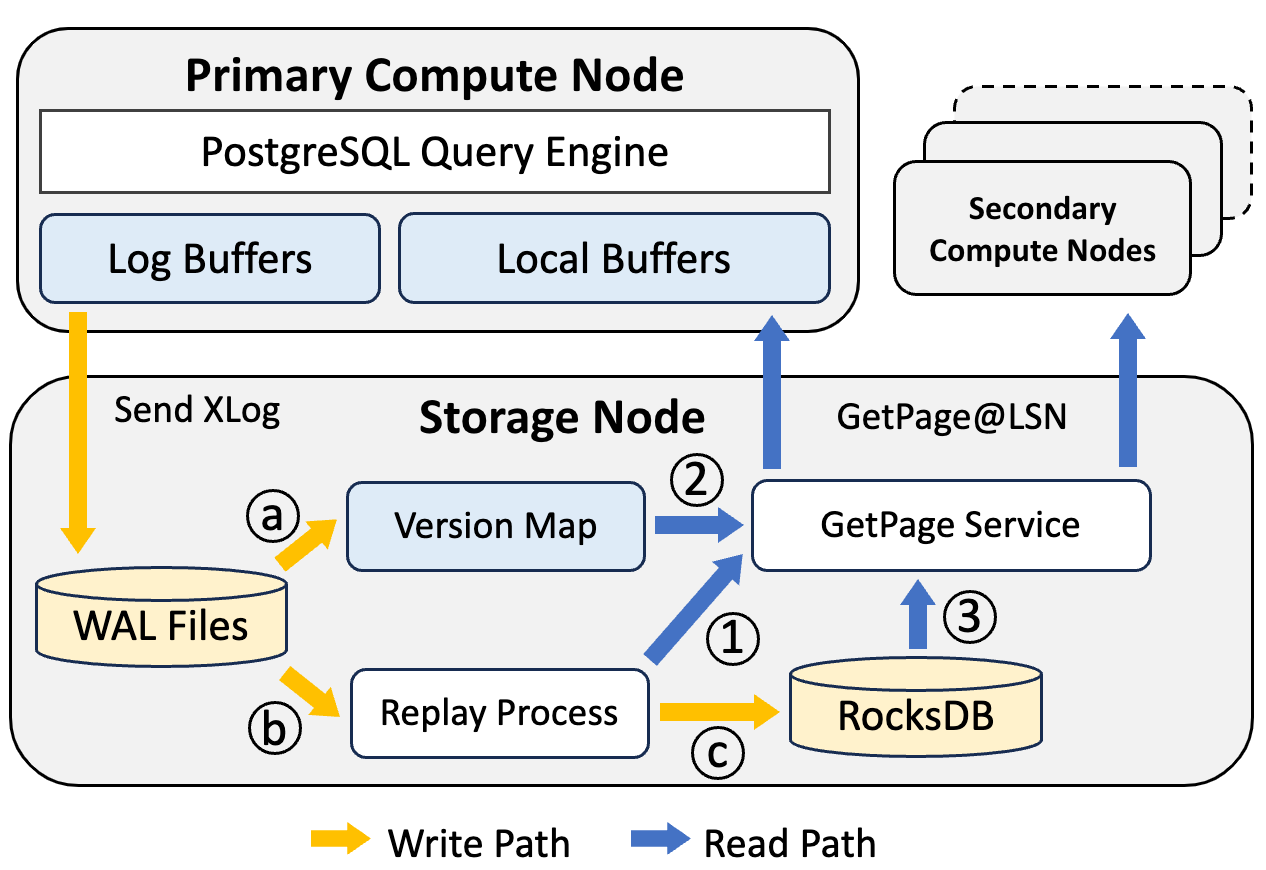 Primary Compute Node
PostgreSQL Query Engine
Log Buffers
Local Buffers
Secondary
Compute Nodes
Send XLog
Storage Node
GetPage@LSN
a
Version Map
2
GetPage Service
WAL Files
1
3
b
Replay Process
c
RocksDB
Write Path
Read Path